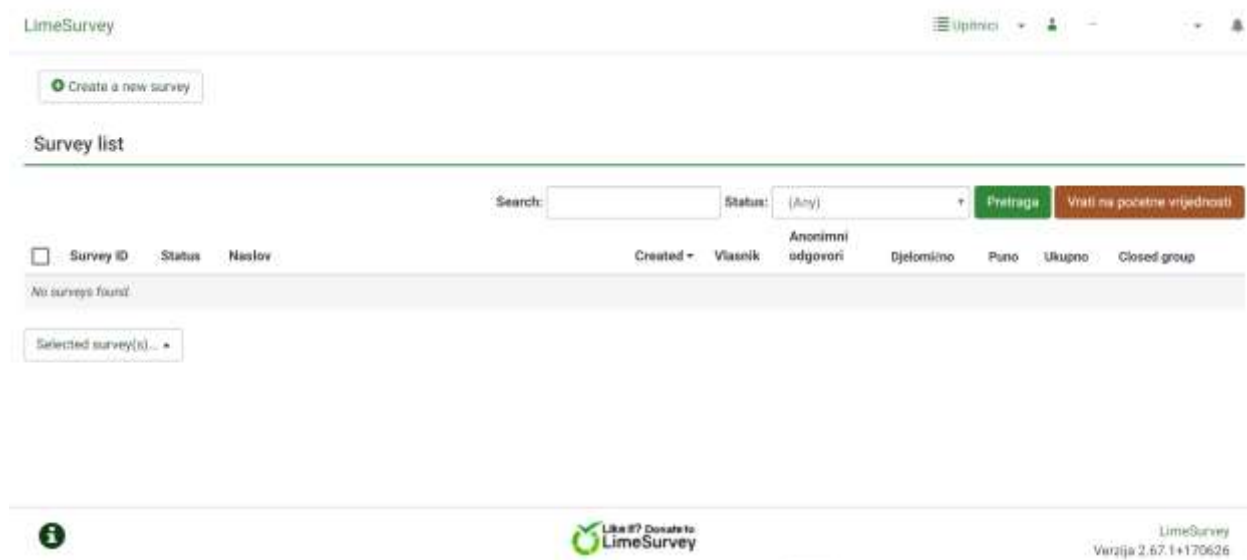 LimeSurvey Upitnici
Create a new survey
Survey list
Search: Status: (Any) Pretraga Vrati na početne vrijednosti
Survey ID Status Naslov Created Vlasnik Anonimni odgovori Djelomično Puno Ukupno Closed group
No surveys found.
Selected survey(s)...
Like it? Donate to
LimeSurvey
LimeSurvey
Verzija 2.67.1+170626